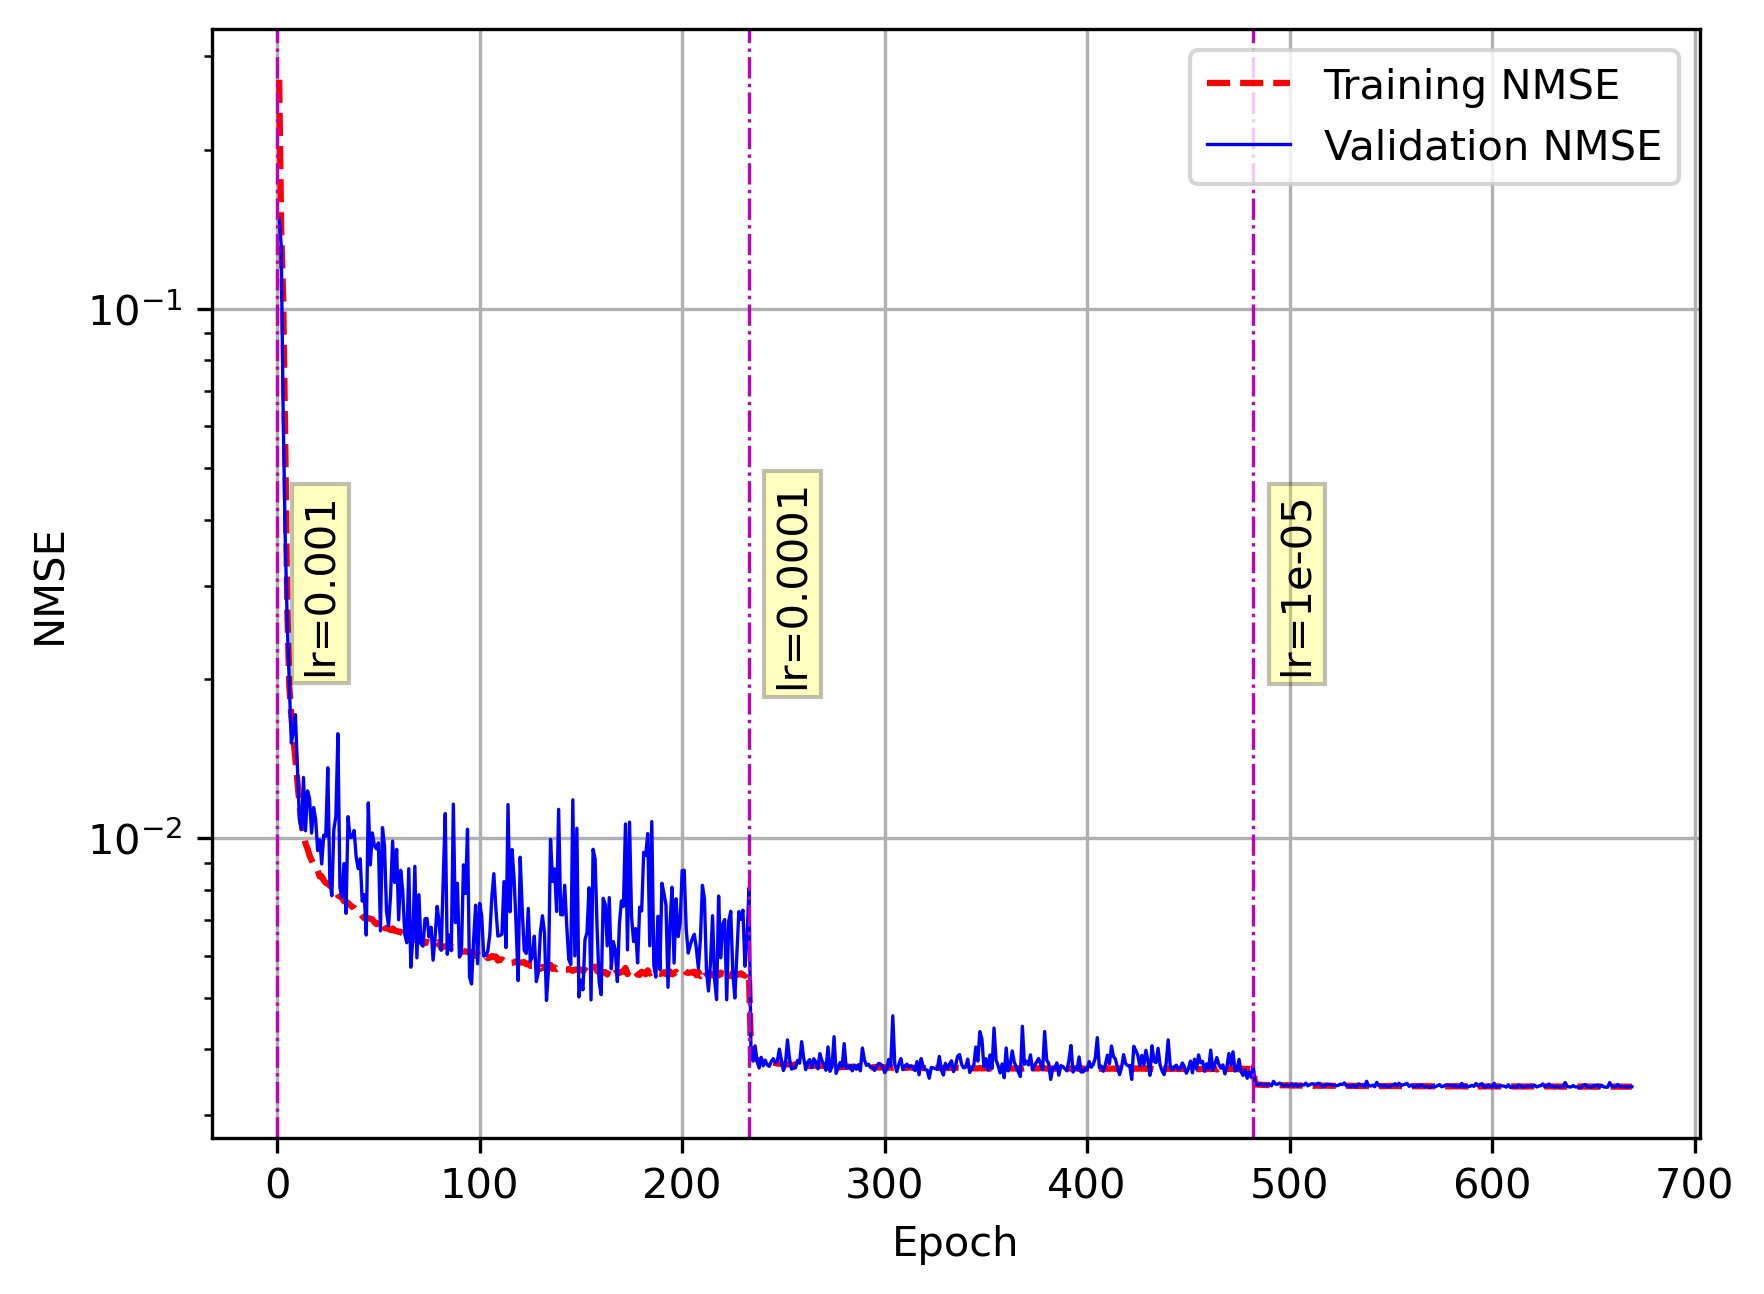 Training NMSE
Validation NMSE
NMSE
10⁻¹
10⁻²
lr=0.001
lr=0.0001
lr=1e-05
0 100 200 300 400 500 600 700
Epoch